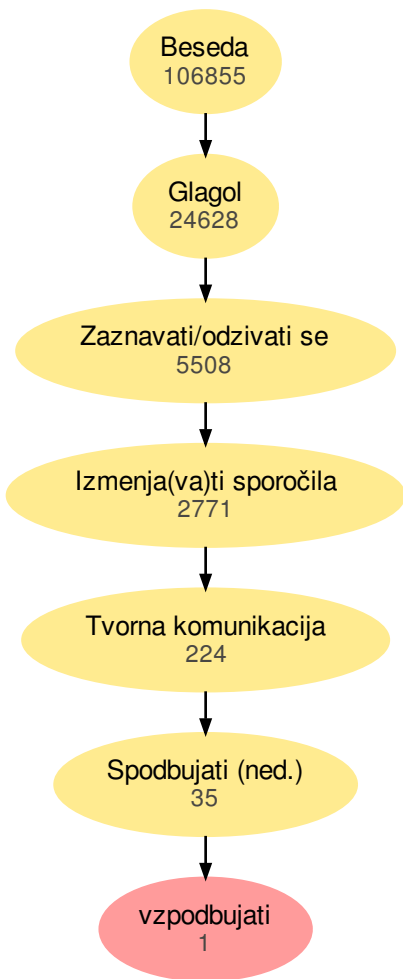 Beseda
106855
Glagol
24628
Zaznavati/odzivati se
5508
Izmenja(va)ti sporočila
2771
Tvorna komunikacija
224
Spodbujati (ned.)
35
vzpodbujati
1